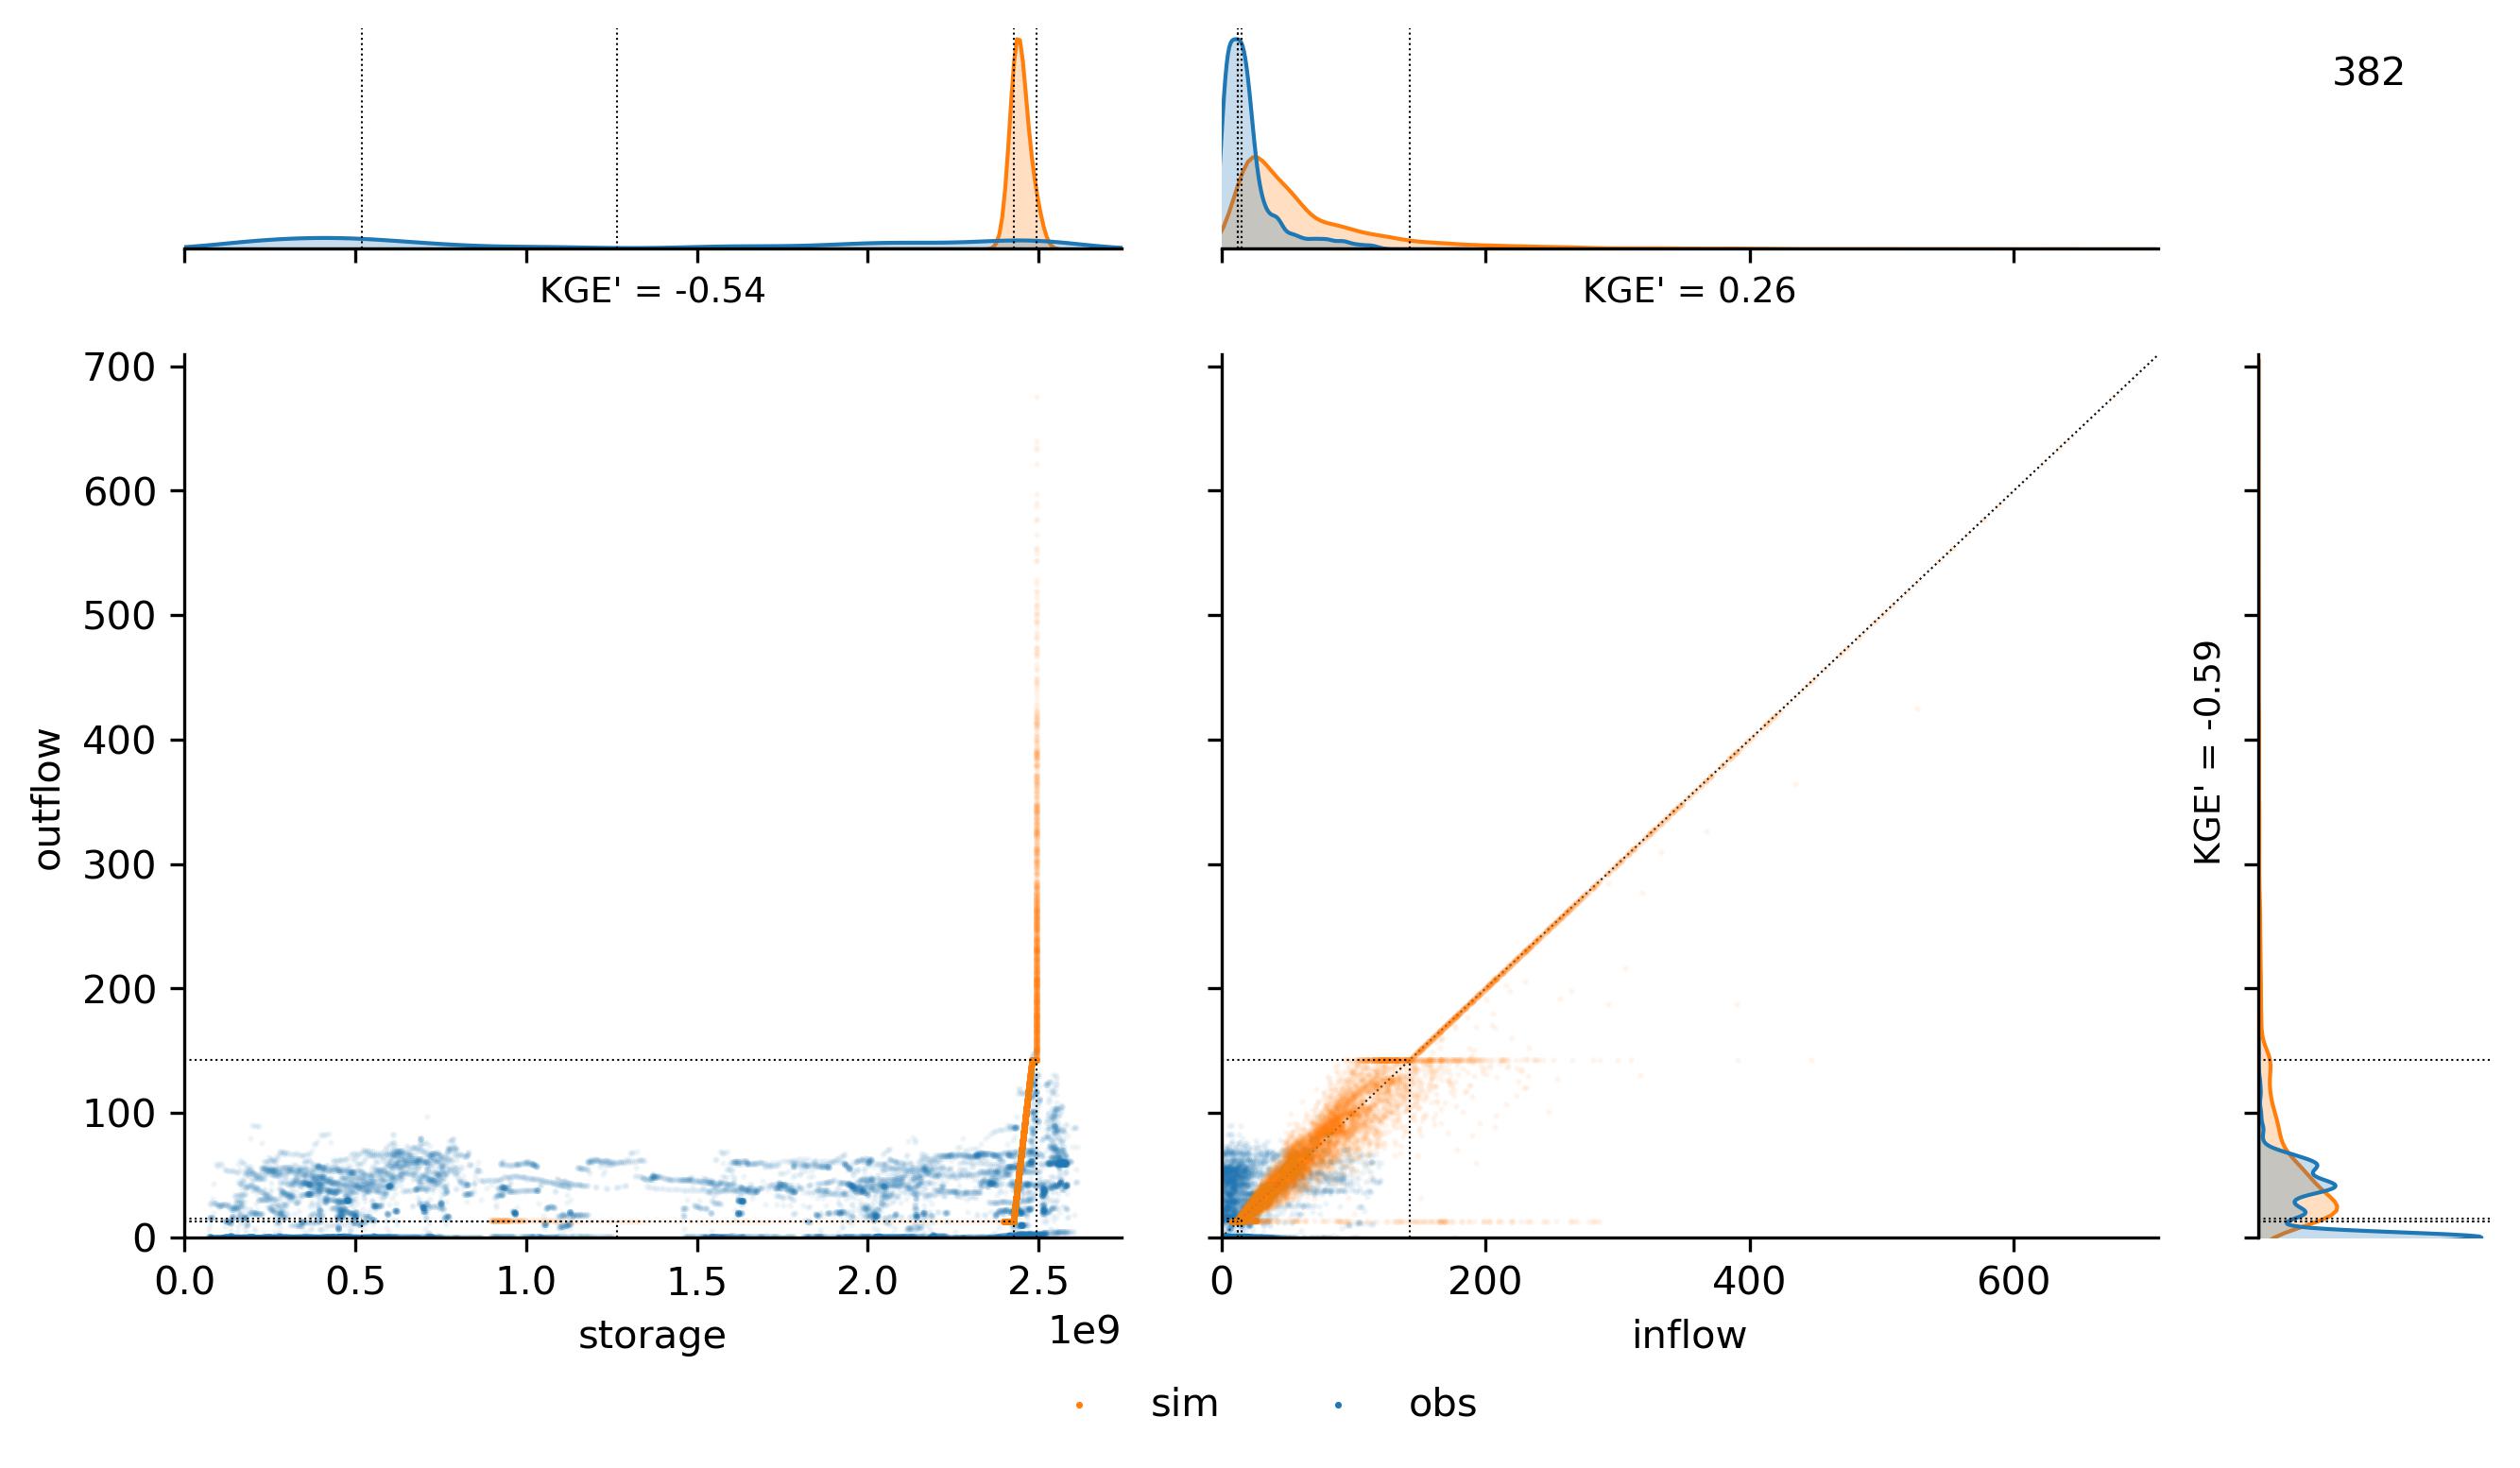 382
KGE' = -0.54
KGE' = 0.26
700
600
500
400
300
200
100
0
outflow
KGE' = -0.59
0.0 0.5 1.0 1.5 2.0 2.5
1e9
storage
0 200 400 600
inflow
sim obs